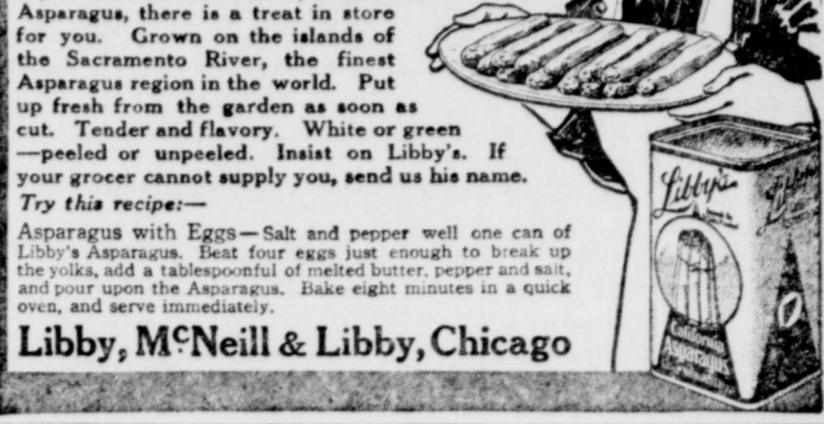 Asparagus, there is a treat in store
for you. Grown on the islands of
the Sacramento River, the finest
Asparagus region in the world. Put
up fresh from the garden as soon as
cut. Tender and flavory. White or green
—peeled or unpeeled. Insist on Libby's. If
your grocer cannot supply you, send us his name.
Try this recipe:—
Asparagus with Eggs—Salt and pepper well one can of
Libby's Asparagus. Beat four eggs just enough to break up
the yolks, add a tablespoonful of melted butter, pepper and salt,
and pour upon the Asparagus. Bake eight minutes in a quick
oven, and serve immediately.
Libby, McNeill & Libby, Chicago
Libby's
California
Asparagus